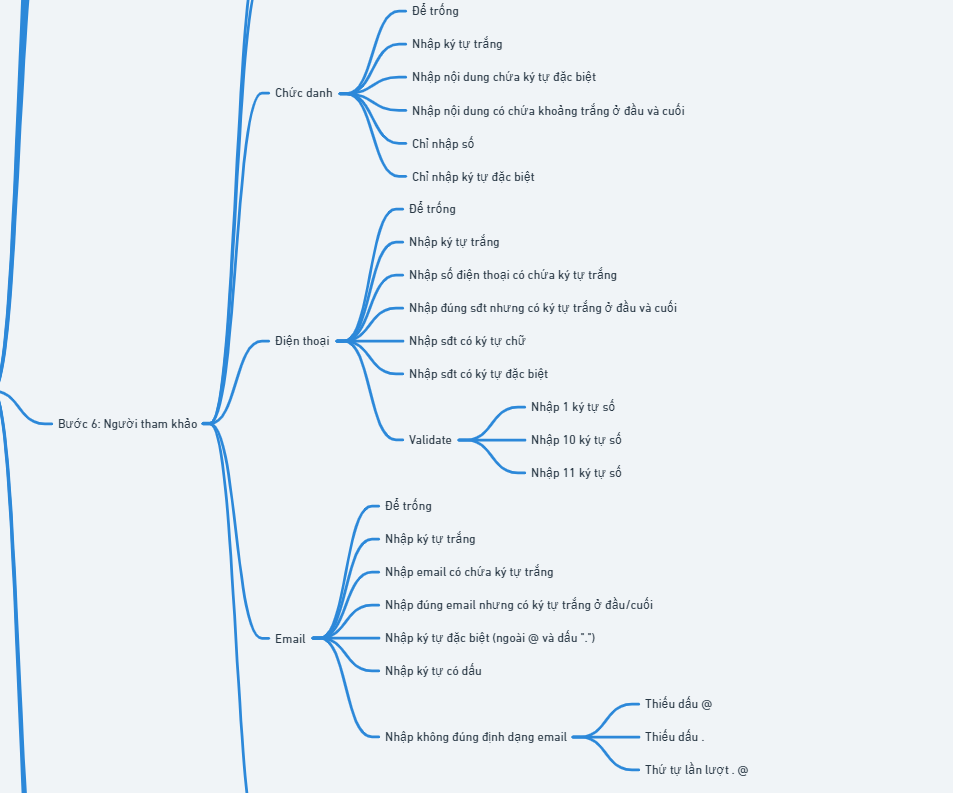 Để trống
Nhập ký tự trắng
Nhập nội dung chứa ký tự đặc biệt
Chức danh
Nhập nội dung có chứa khoảng trắng ở đầu và cuối
Chỉ nhập số
Chỉ nhập ký tự đặc biệt
Để trống
Nhập ký tự trắng
Nhập số điện thoại có chứa ký tự trắng
Nhập đúng sđt nhưng có ký tự trắng ở đầu và cuối
Điện thoại
Nhập sđt có ký tự chữ
Nhập sđt có ký tự đặc biệt
Nhập 1 ký tự số
Bước 6: Người tham khảo
Validate
Nhập 10 ký tự số
Nhập 11 ký tự số
Để trống
Nhập ký tự trắng
Nhập email có chứa ký tự trắng
Nhập đúng email nhưng có ký tự trắng ở đầu/cuối
Email
Nhập ký tự đặc biệt (ngoài @ và dấu ".")
Nhập ký tự có dấu
Thiếu dấu @
Nhập không đúng định dạng email
Thiếu dấu .
Thứ tự lần lượt . @